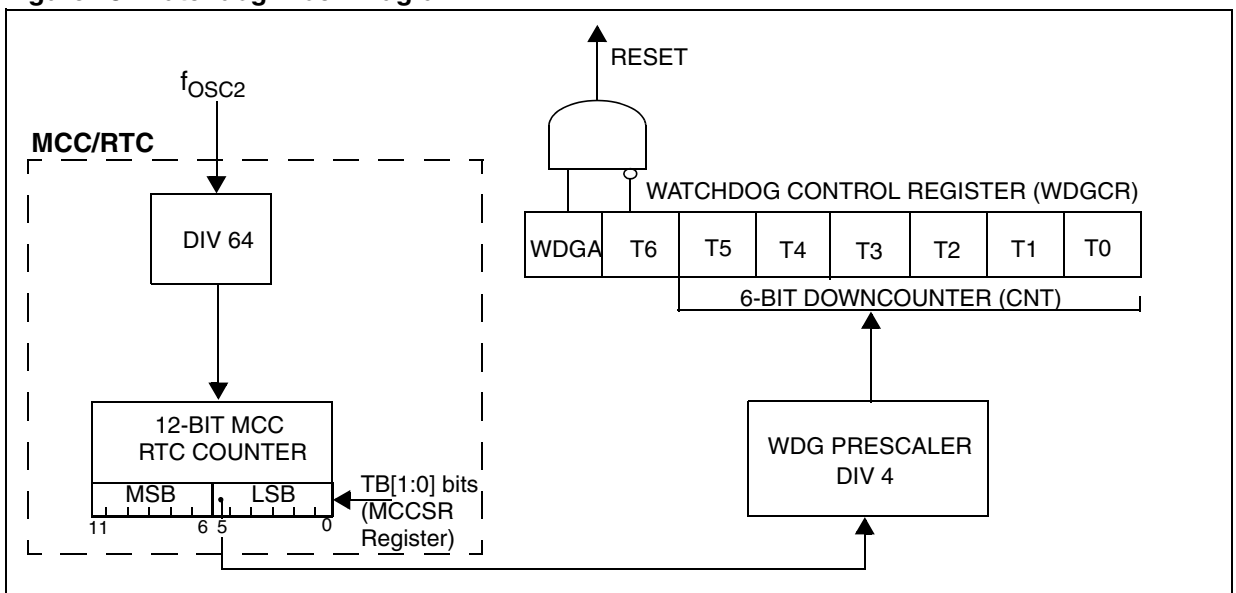 RESET
fOSC2
MCC/RTC
DIV 64
12-BIT MCC
RTC COUNTER
MSB
LSB
11
6
5
0
TB[1:0] bits
(MCCSR
Register)
WATCHDOG CONTROL REGISTER (WDGCR)
WDGA
T6
T5
T4
T3
T2
T1
T0
6-BIT DOWNCOUNTER (CNT)
WDG PRESCALER
DIV 4